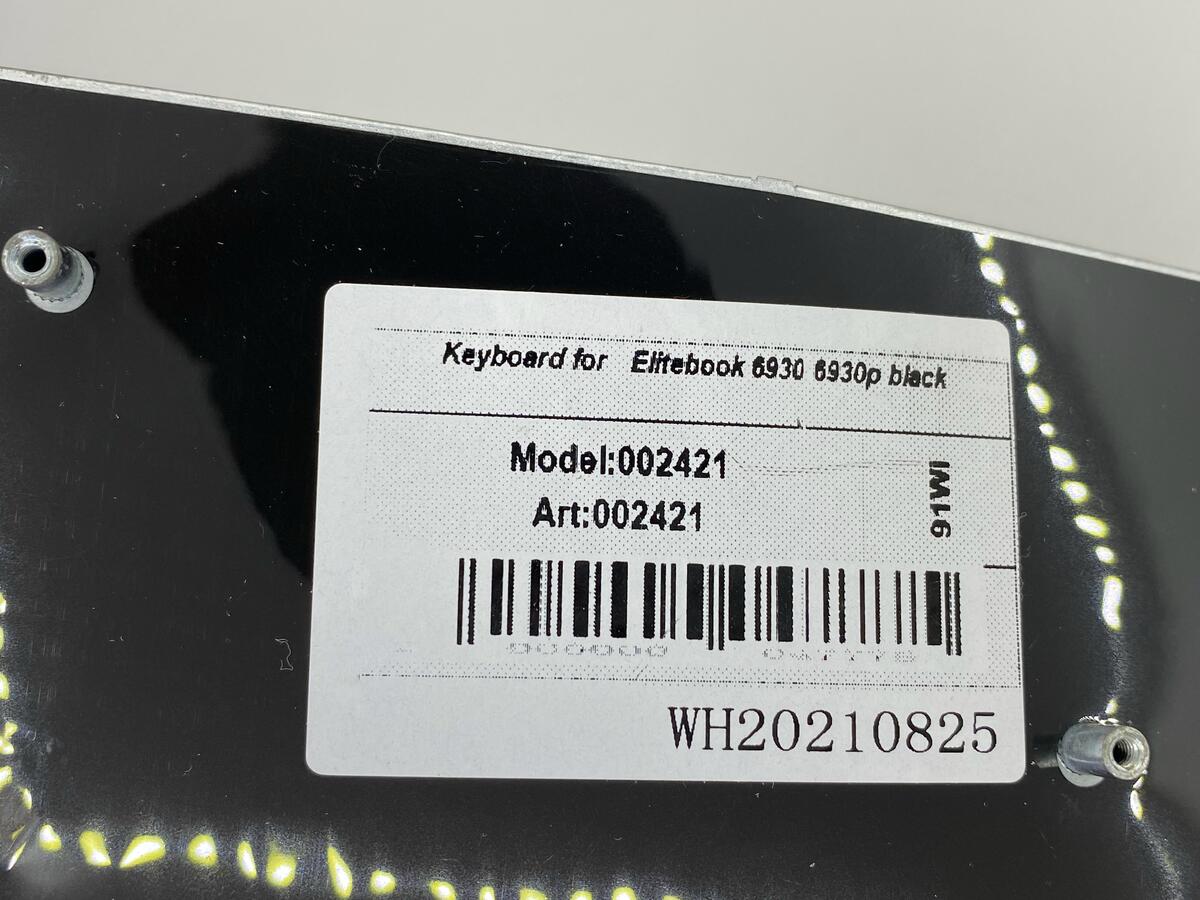 Keyboard for Elitebook 6930 6930p black
Model:002421
Art:002421
91WI
WH20210825